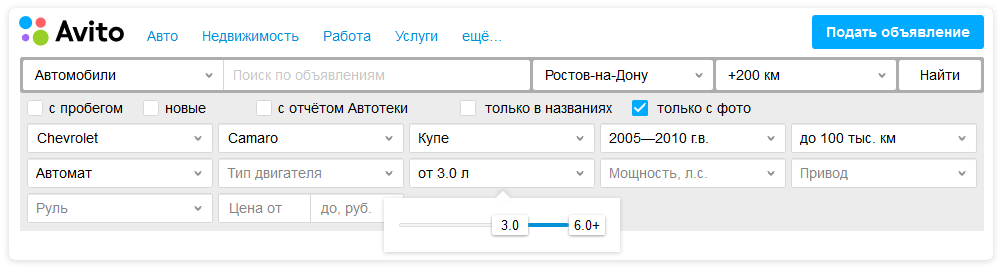 Avito Авто Недвижимость Работа Услуги ещё... Подать объявление
Автомобили Поиск по объявлениям Ростов-на-Дону +200 км Найти
с пробегом новые с отчётом Автотеки только в названиях только с фото
Chevrolet Camaro Купе 2005—2010 г.в. до 100 тыс. км
Автомат Тип двигателя от 3.0 л Мощность, л.с. Привод
Руль Цена от до, руб.
3.0 6.0+